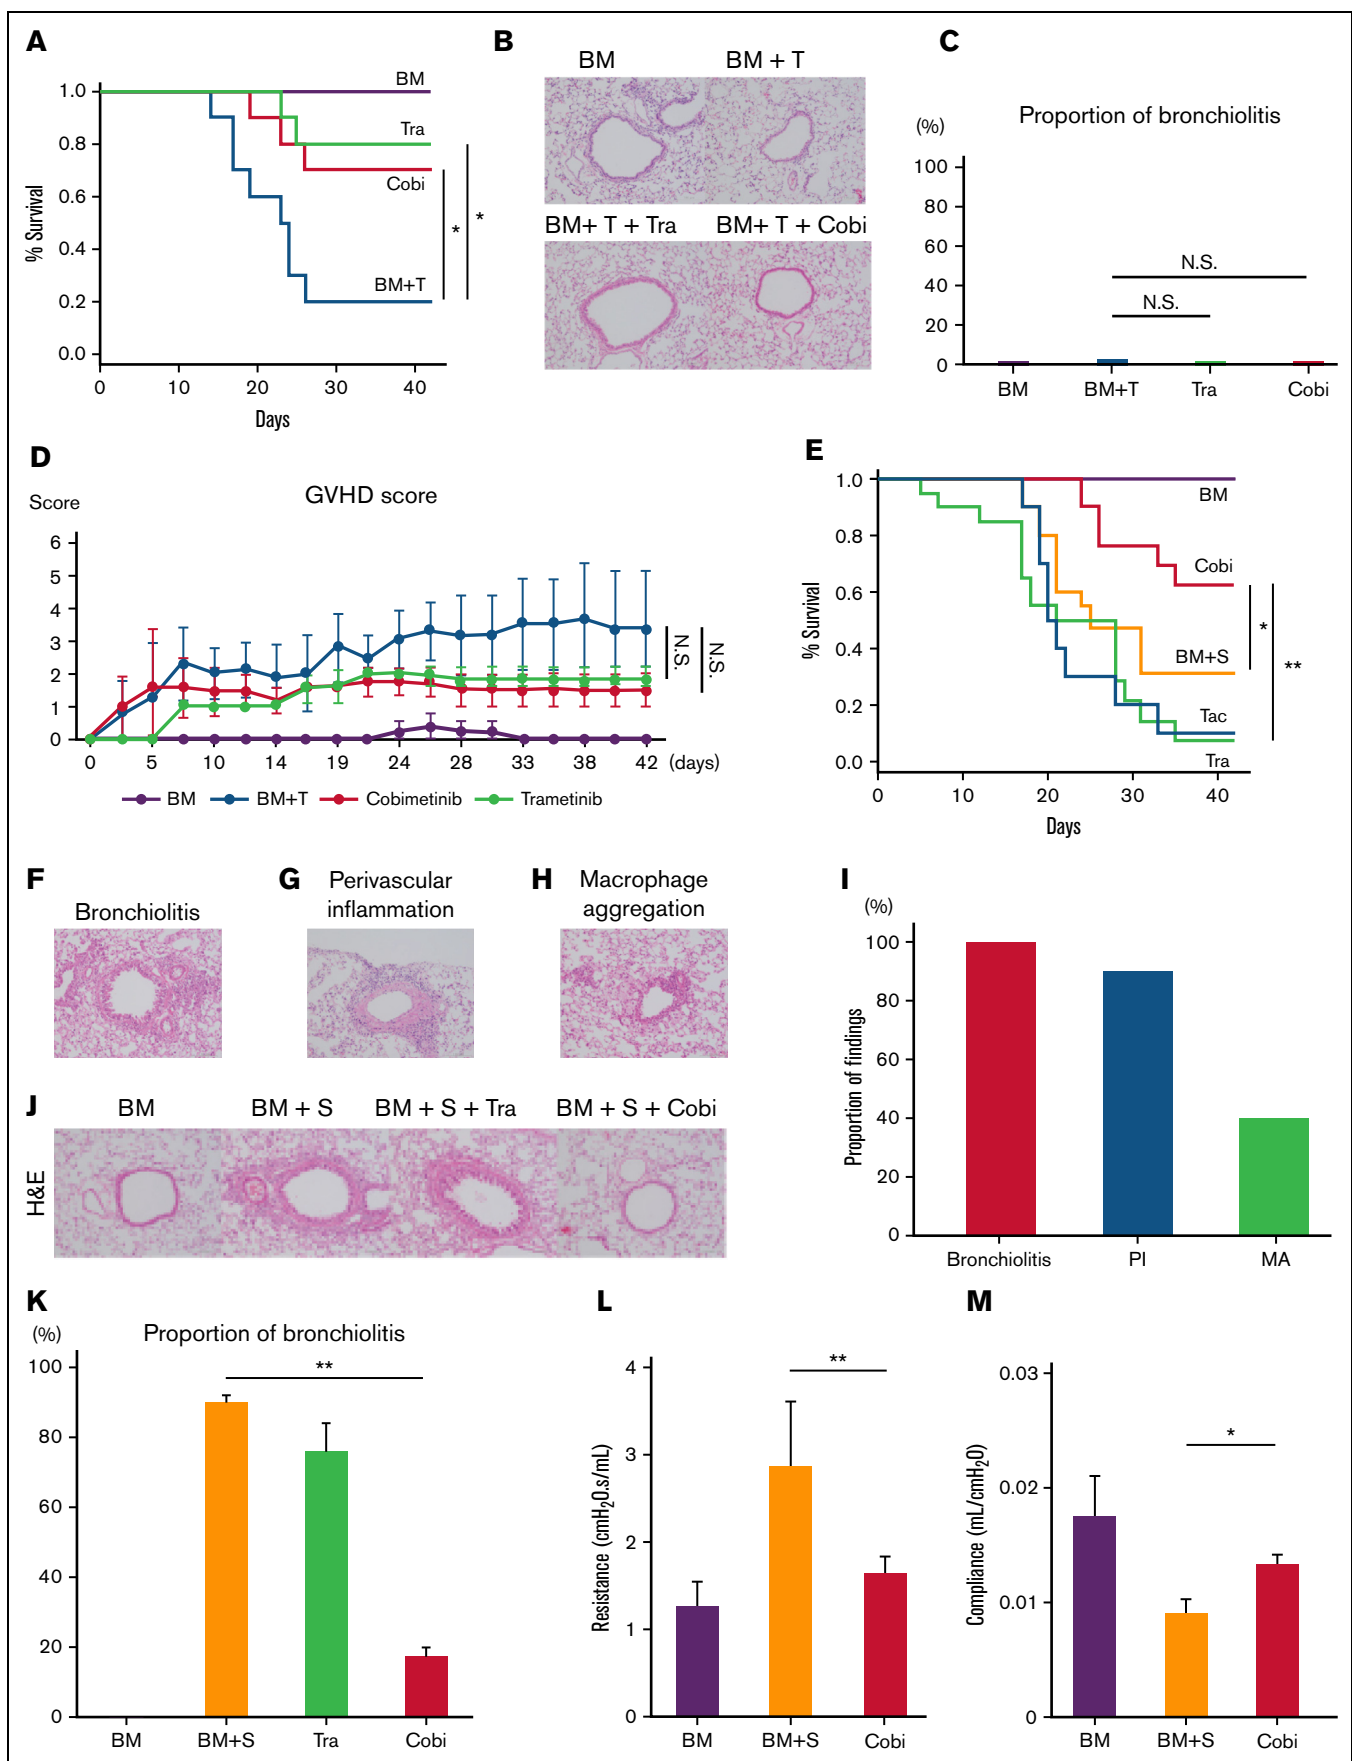 A
1.0
0.8
0.6
0.4
0.2
0.0
% Survival
BM
Tra
Cobi
BM+T
*
*
0 10 20 30 40
Days
B
BM BM + T
BM+ T + Tra BM+ T + Cobi
C
Proportion of bronchiolitis
(%)
100
80
60
40
20
0
N.S.
N.S.
BM BM+T Tra Cobi
D
GVHD score
Score
6
5
4
3
2
1
0
N.S.
N.S.
0 5 10 14 19 24 28 33 38 42 (days)
BM BM+T Cobimetinib Trametinib
E
1.0
0.8
0.6
0.4
0.2
0.0
% Survival
BM
Cobi
BM+S
Tac
Tra
*
**
0 10 20 30 40
Days
F
Bronchiolitis
G
Perivascular
inflammation
H
Macrophage
aggregation
I
(%)
100
80
60
40
20
0
Proportion of findings
Bronchiolitis PI MA
J
BM BM + S BM + S + Tra BM + S + Cobi
H&E
K
(%)
Proportion of bronchiolitis
100
80
60
40
20
0
**
BM BM+S Tra Cobi
L
4
3
2
1
0
Resistance (cmH₂O.s/mL)
**
BM BM+S Cobi
M
0.03
0.02
0.01
0
Compliance (mL/cmH₂O)
*
BM BM+S Cobi